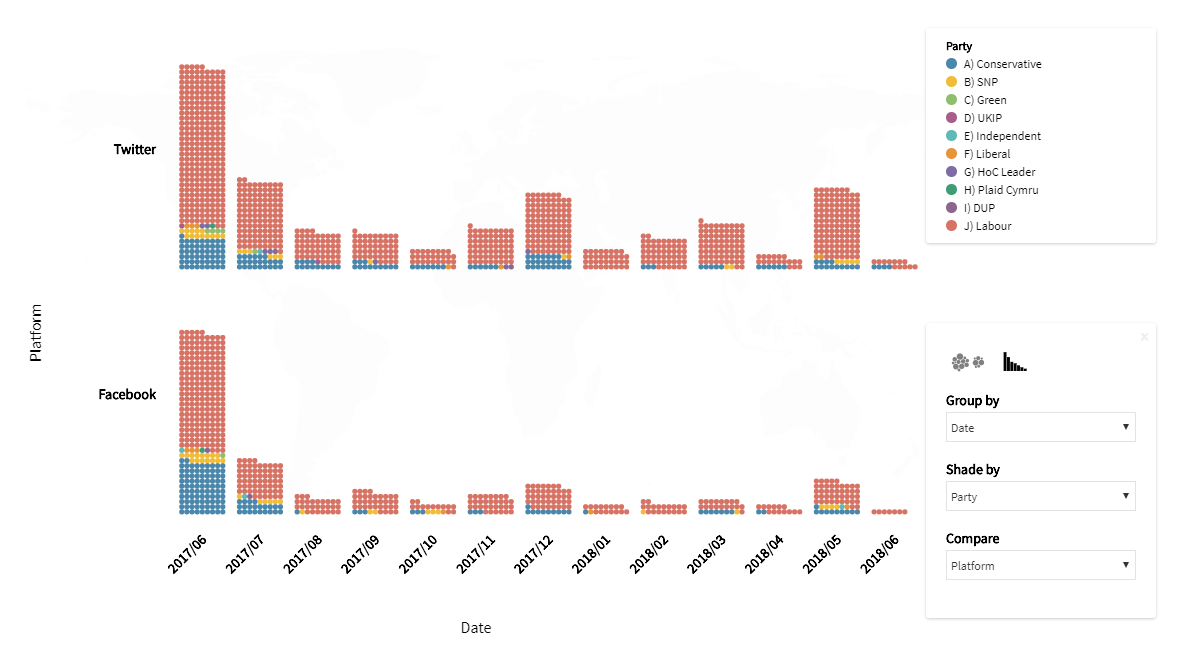 Party
A) Conservative
B) SNP
C) Green
D) UKIP
E) Independent
F) Liberal
G) HoC Leader
H) Plaid Cymru
I) DUP
J) Labour
Twitter
Platform
Facebook
2017/06
2017/07
2017/08
2017/09
2017/10
2017/11
2017/12
2018/01
2018/02
2018/03
2018/04
2018/05
2018/06
Date
×
Group by
Date ▼
Shade by
Party ▼
Compare
Platform ▼